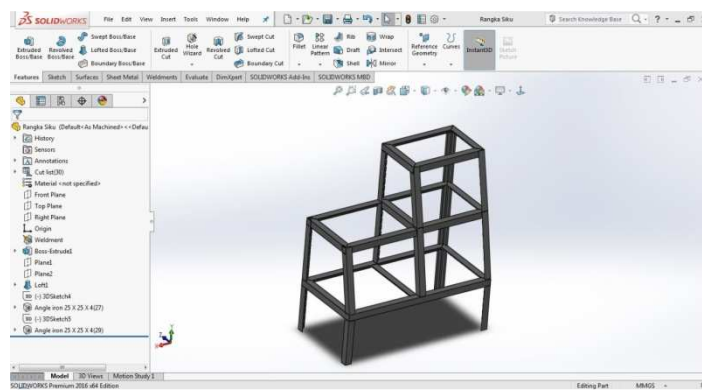 DS SOLIDWORKS File Edit View Insert Tools Window Help Rangka Siku Search Knowledge Base
Extruded Boss/Base
Revolved Boss/Base
Swept Boss/Base
Lofted Boss/Base
Boundary Boss/Base
Extruded Cut
Hole Wizard
Revolved Cut
Swept Cut
Lofted Cut
Boundary Cut
Fillet
Linear Pattern
Rib
Draft
Shell
Wrap
Intersect
Mirror
Reference Geometry
Curves
Instant3D
Features Sketch Surfaces Sheet Metal Weldments Evaluate DimXpert SOLIDWORKS Add-Ins SOLIDWORKS MBD
Rangka Siku (Default<As Machined><<Defau
History
Sensors
Annotations
Cut list(30)
Material <not specified>
Front Plane
Top Plane
Right Plane
Origin
Weldment
Boss-Extrude1
Plane1
Plane2
Loft1
(-) 3DSketch4
Angle iron 25 X 25 X 4(27)
(-) 3DSketch5
Angle iron 25 X 25 X 4(29)
Model 3D Views Motion Study 1
SOLIDWORKS Premium 2016 x64 Edition Editing Part MMGS